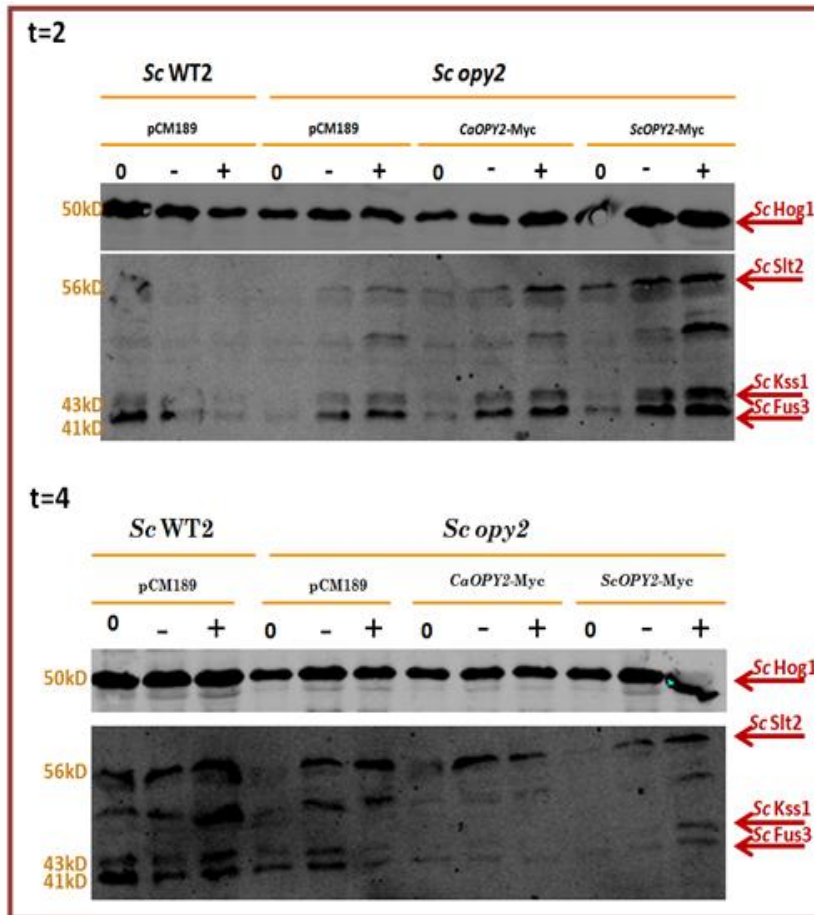 t=2
Sc WT2 Sc opy2
pCM189 pCM189 CaOPY2-Myc ScOPY2-Myc
0 - + 0 - + 0 - + 0 - +
50kD Sc Hog1
Sc Slt2
56kD
Sc Kss1
43kD
Sc Fus3
41kD
t=4
Sc WT2 Sc opy2
pCM189 pCM189 CaOPY2-Myc ScOPY2-Myc
0 - + 0 - + 0 - + 0 - +
50kD Sc Hog1
Sc Slt2
56kD
Sc Kss1
Sc Fus3
43kD
41kD